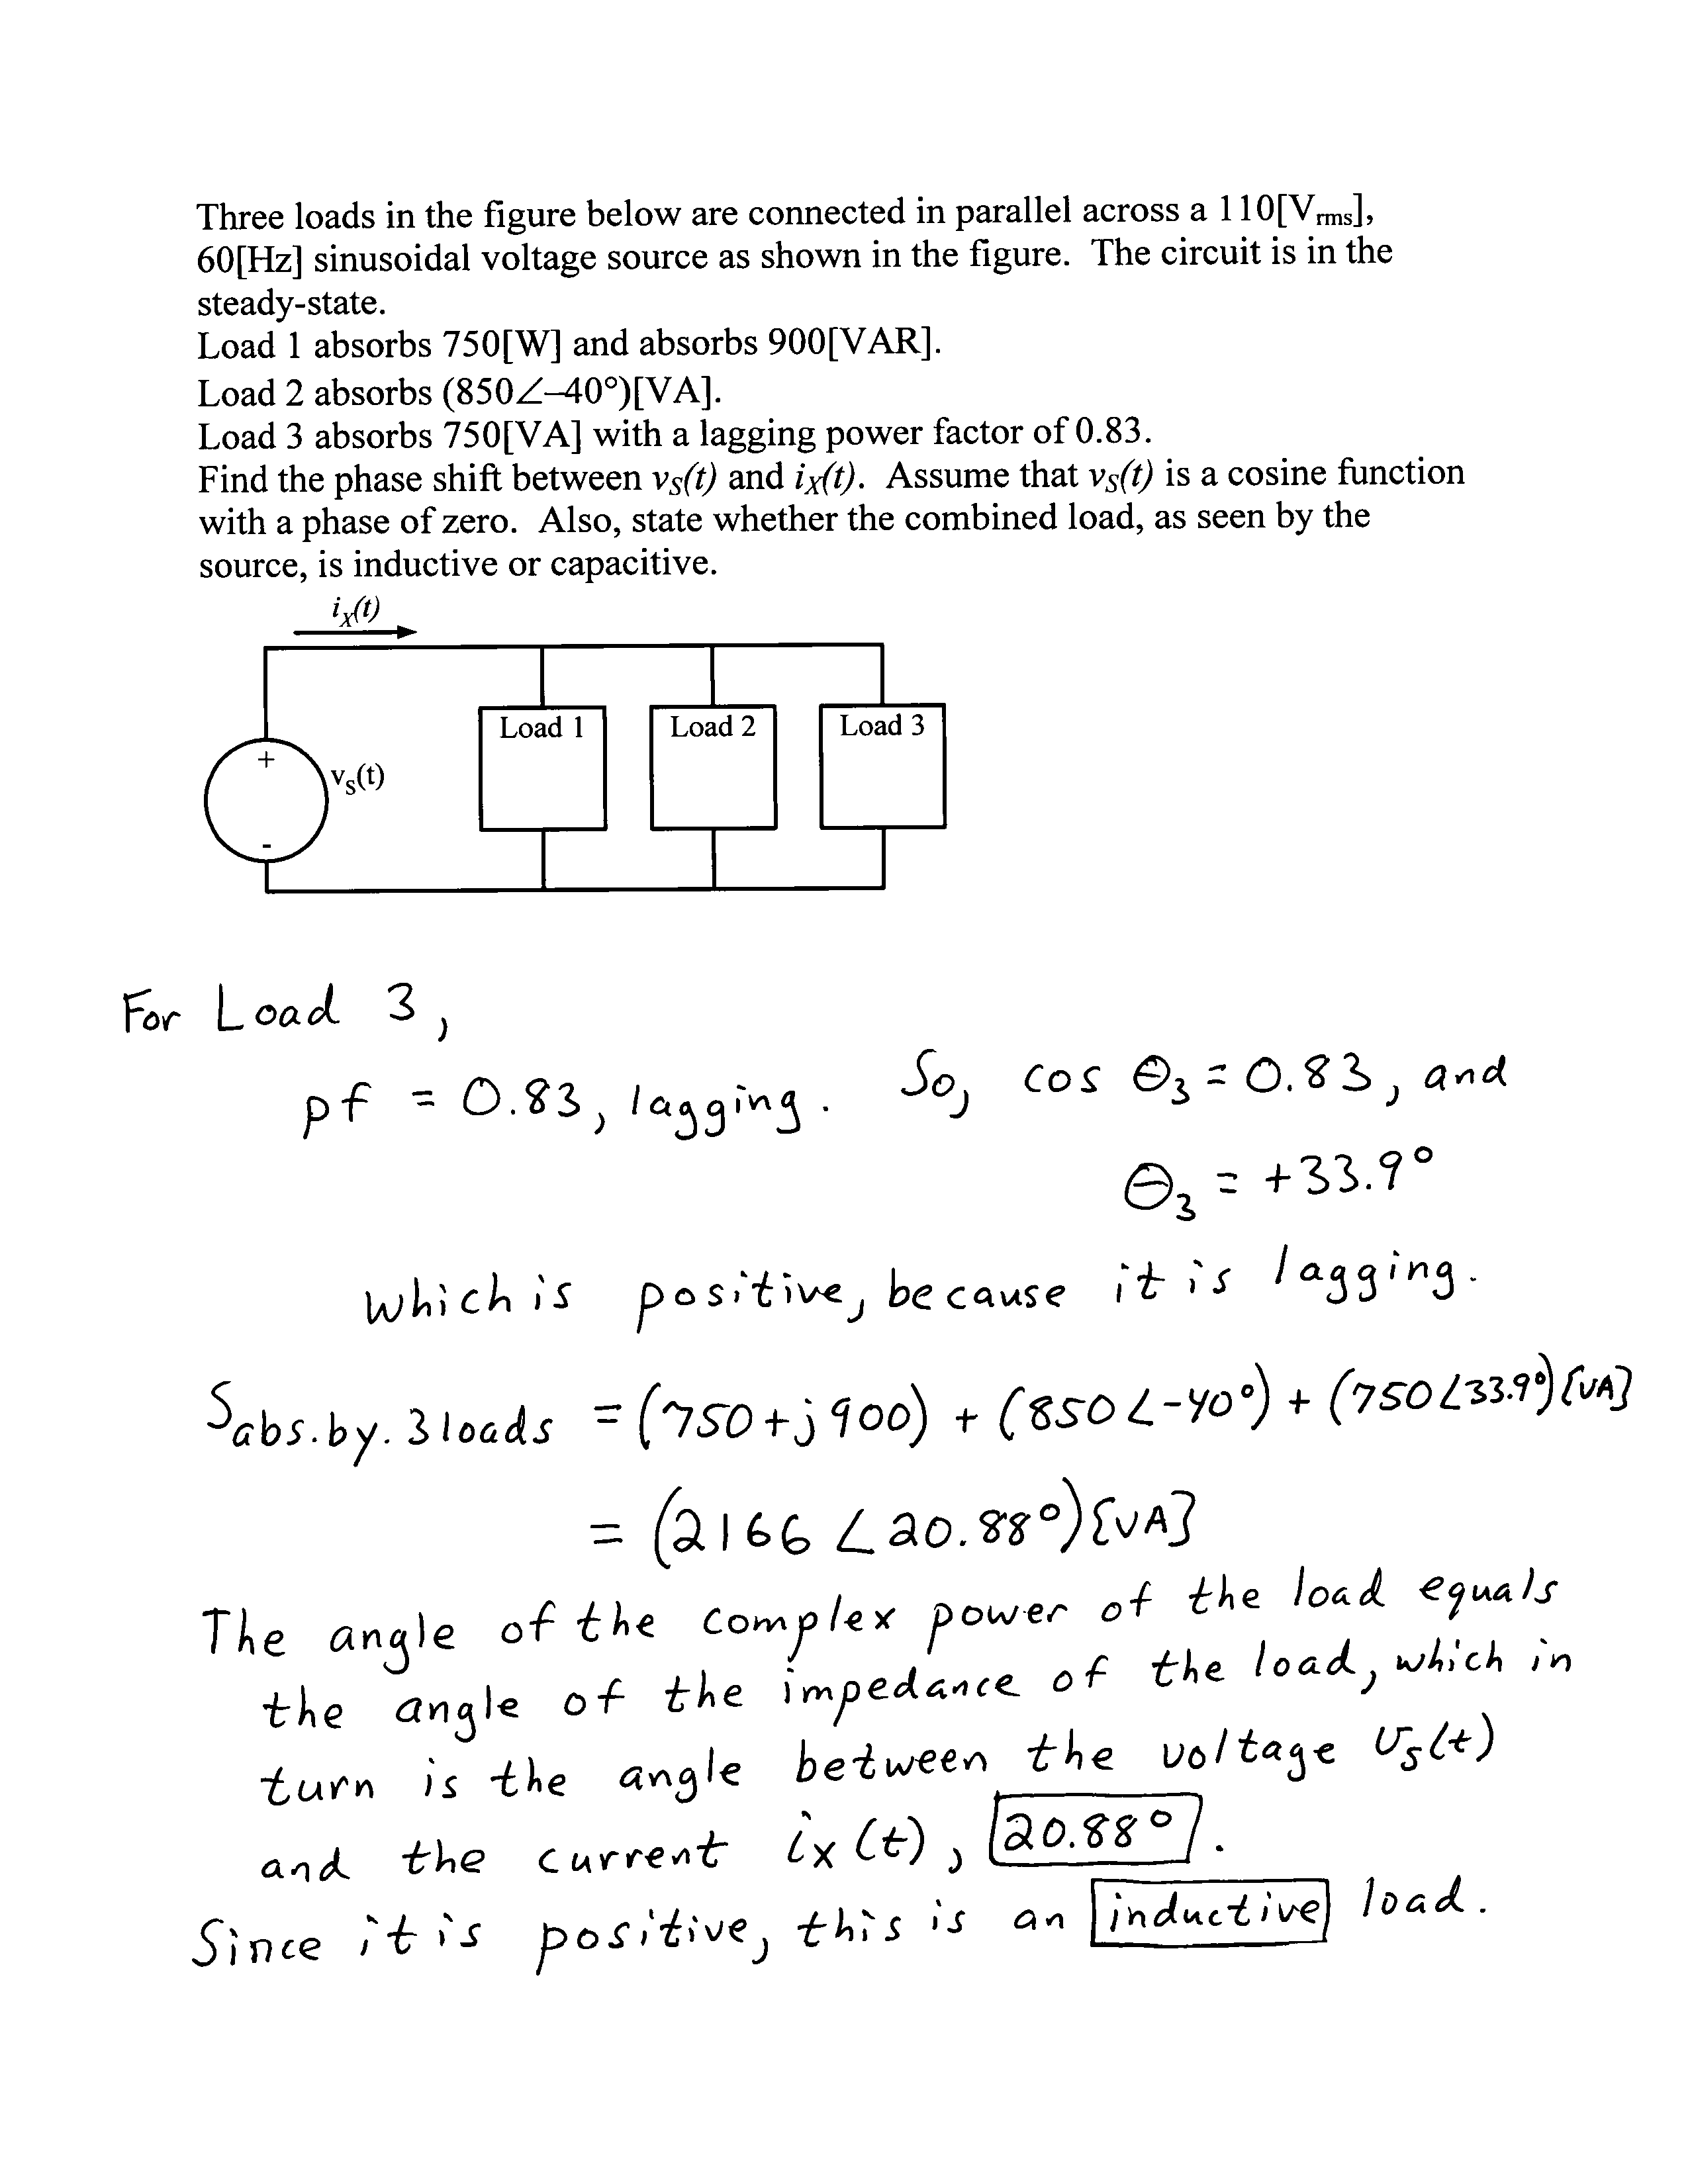 Three loads in the figure below are connected in parallel across a 110[Vrms],
60[Hz] sinusoidal voltage source as shown in the figure.  The circuit is in the
steady-state.
Load 1 absorbs 750[W] and absorbs 900[VAR].
Load 2 absorbs (850∠–40°)[VA].
Load 3 absorbs 750[VA] with a lagging power factor of 0.83.
Find the phase shift between vS(t) and iX(t).  Assume that vS(t) is a cosine function
with a phase of zero.  Also, state whether the combined load, as seen by the
source, is inductive or capacitive.
iX(t)
Load 1 Load 2 Load 3
+
vS(t)
-
For Load 3,
pf = 0.83, lagging. So, cos Θ3 = 0.83, and
Θ3 = +33.9°
which is positive, because it is lagging.
Sabs.by.3loads = (750+j900) + (850∠-40°) + (750∠33.9°)[VA]
= (2166∠20.88°)[VA]
The angle of the complex power of the load equals
the angle of the impedance of the load, which in
turn is the angle between the voltage vS(t)
and the current iX(t), 20.88°.
Since it is positive, this is an inductive load.